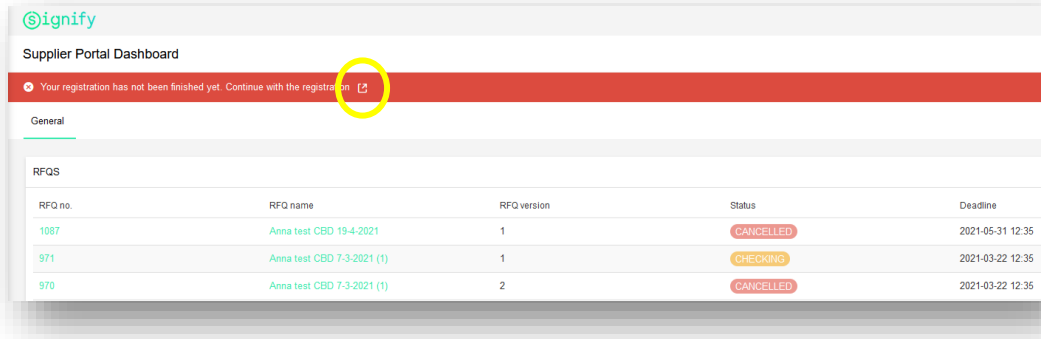 Signify
Supplier Portal Dashboard
Your registration has not been finished yet. Continue with the registration
General
RFQS
RFQ no. RFQ name RFQ version Status Deadline
1087 Anna test CBD 19-4-2021 1 CANCELLED 2021-05-31 12:35
971 Anna test CBD 7-3-2021 (1) 1 CHECKING 2021-03-22 12:35
970 Anna test CBD 7-3-2021 (1) 2 CANCELLED 2021-03-22 12:35